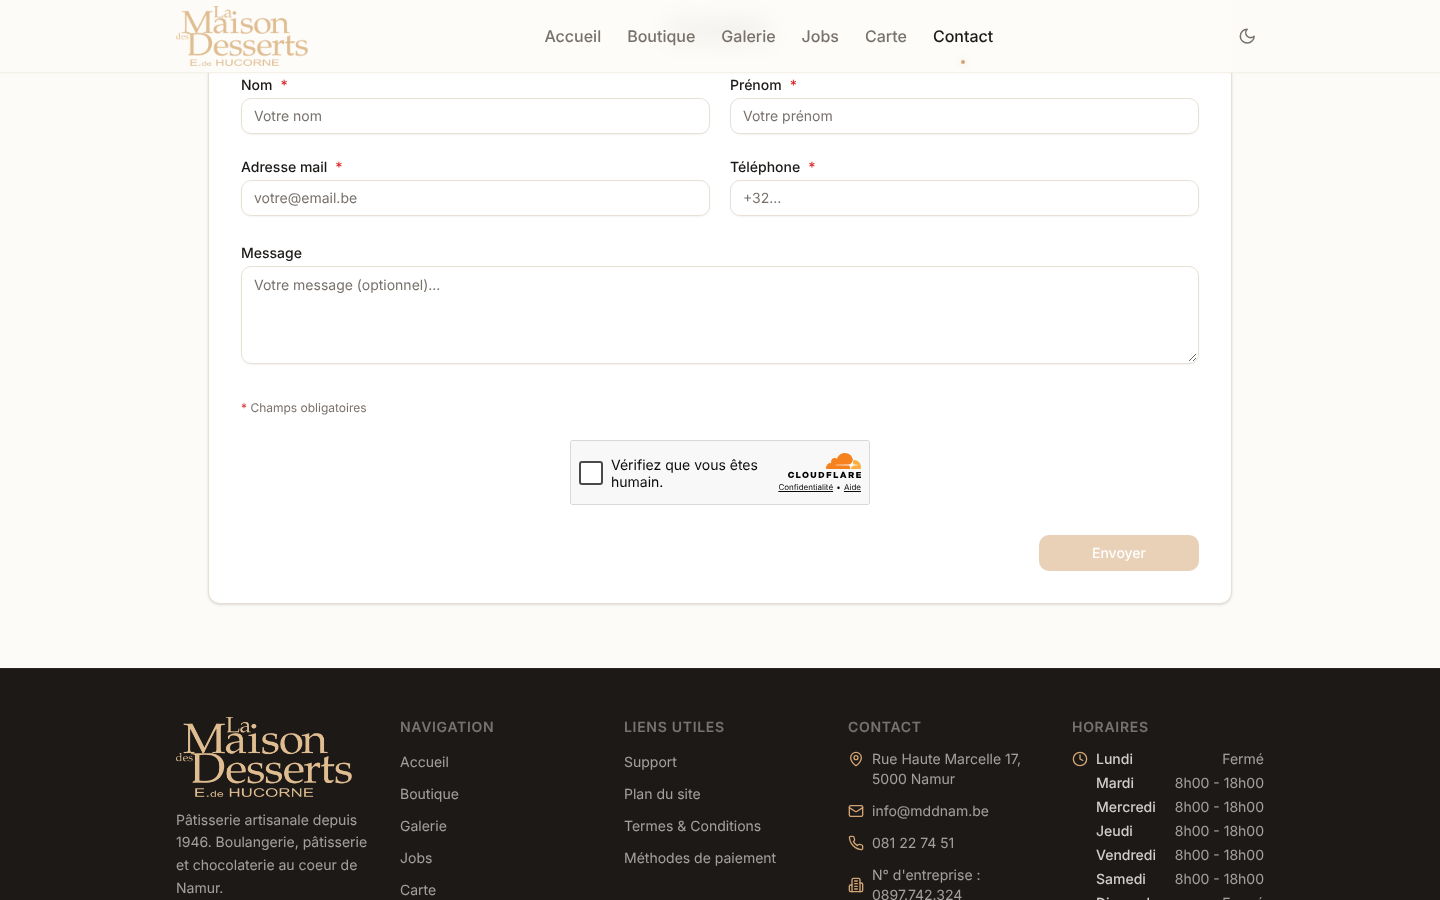 La
Maison
des Desserts
E.de HUCORNE
Accueil
Boutique
Galerie
Jobs
Carte
Contact
Nom *
Prénom *
Votre nom
Votre prénom
Adresse mail *
Téléphone *
votre@email.be
+32...
Message
Votre message (optionnel)...
* Champs obligatoires
Vérifiez que vous êtes
humain.
CLOUDFLARE
Confidentialité • Aide
Envoyer
La
Maison
des Desserts
E.de HUCORNE
Pâtisserie artisanale depuis
1946. Boulangerie, pâtisserie
et chocolaterie au coeur de
Namur.
NAVIGATION
Accueil
Boutique
Galerie
Jobs
Carte
LIENS UTILES
Support
Plan du site
Termes & Conditions
Méthodes de paiement
CONTACT
Rue Haute Marcelle 17,
5000 Namur
info@mddnam.be
081 22 74 51
N° d'entreprise :
0897.742.324
HORAIRES
Lundi Fermé
Mardi 8h00 - 18h00
Mercredi 8h00 - 18h00
Jeudi 8h00 - 18h00
Vendredi 8h00 - 18h00
Samedi 8h00 - 18h00